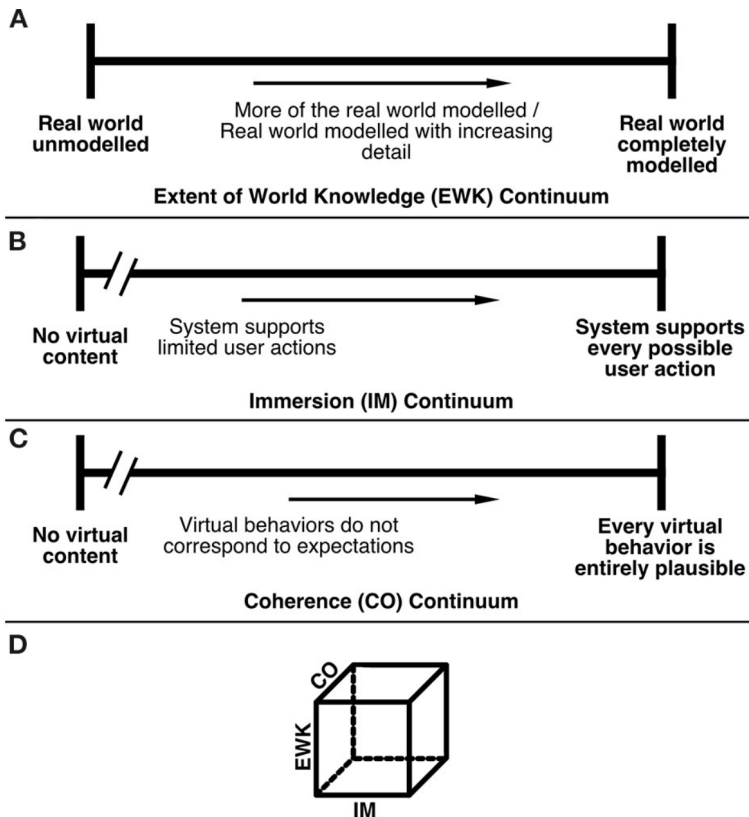 A
Real world
unmodelled
More of the real world modelled /
Real world modelled with increasing
detail
Real world
completely
modelled
Extent of World Knowledge (EWK) Continuum
B
No virtual
content
System supports
limited user actions
System supports
every possible
user action
Immersion (IM) Continuum
C
No virtual
content
Virtual behaviors do not
correspond to expectations
Every virtual
behavior is
entirely plausible
Coherence (CO) Continuum
D
CO
EWK
IM